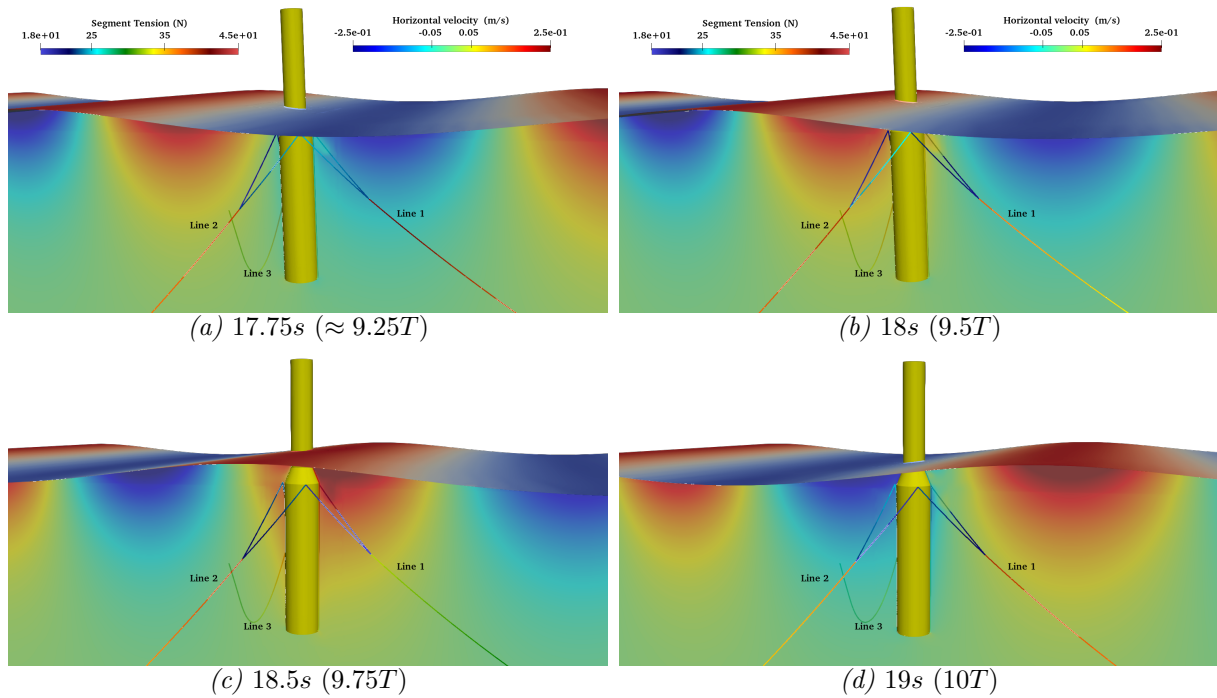 Segment Tension (N)
1.8e+01 25 35 4.5e+01
Horizontal velocity (m/s)
-2.5e-01 -0.05 0.05 2.5e-01
Line 1
Line 2
Line 3
(a) 17.75s (≈ 9.25T)
Segment Tension (N)
1.8e+01 25 35 4.5e+01
Horizontal velocity (m/s)
-2.5e-01 -0.05 0.05 2.5e-01
Line 1
Line 2
Line 3
(b) 18s (9.5T)
Line 1
Line 2
Line 3
(c) 18.5s (9.75T)
Line 1
Line 2
Line 3
(d) 19s (10T)